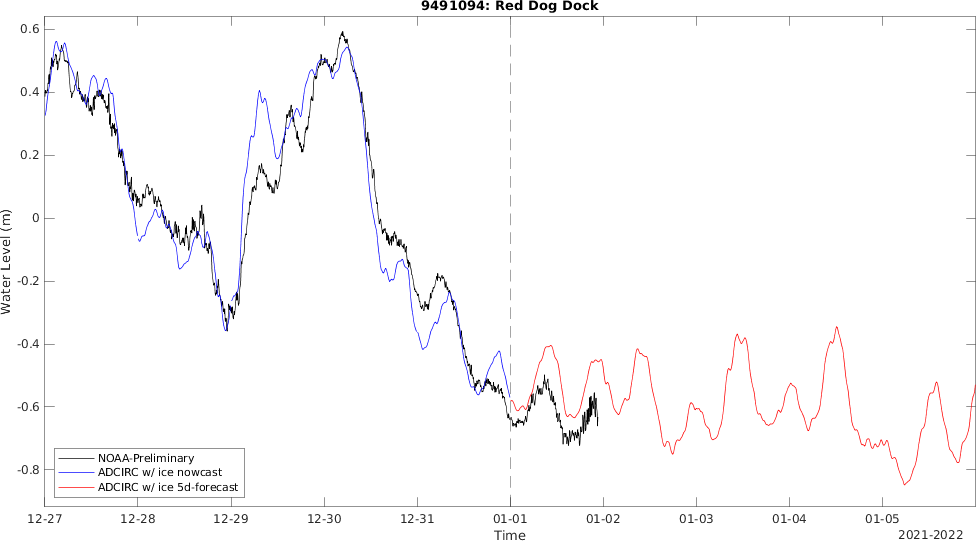 9491094: Red Dog Dock
0.6
0.4
0.2
0
-0.2
-0.4
-0.6
-0.8
Water Level (m)
NOAA-Preliminary
ADCIRC w/ ice nowcast
ADCIRC w/ ice 5d-forecast
12-27 12-28 12-29 12-30 12-31 01-01 01-02 01-03 01-04 01-05
Time
2021-2022